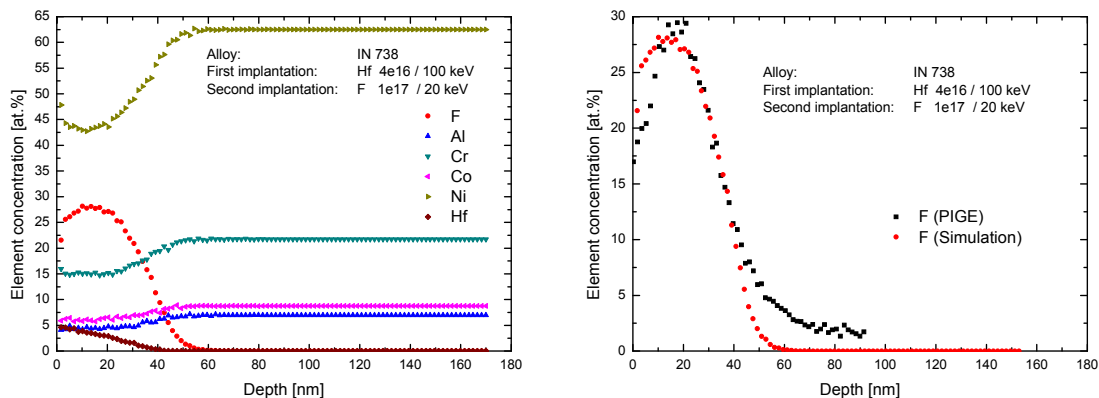 65
60
55
50
45
40
35
30
25
20
15
10
5
0
Element concentration [at.%]
Alloy: IN 738
First implantation: Hf 4e16 / 100 keV
Second implantation: F 1e17 / 20 keV
F
Al
Cr
Co
Ni
Hf
0 20 40 60 80 100 120 140 160 180
Depth [nm]
30
25
20
15
10
5
0
Element concentration [at.%]
Alloy: IN 738
First implantation: Hf 4e16 / 100 keV
Second implantation: F 1e17 / 20 keV
F (PIGE)
F (Simulation)
0 20 40 60 80 100 120 140 160 180
Depth [nm]